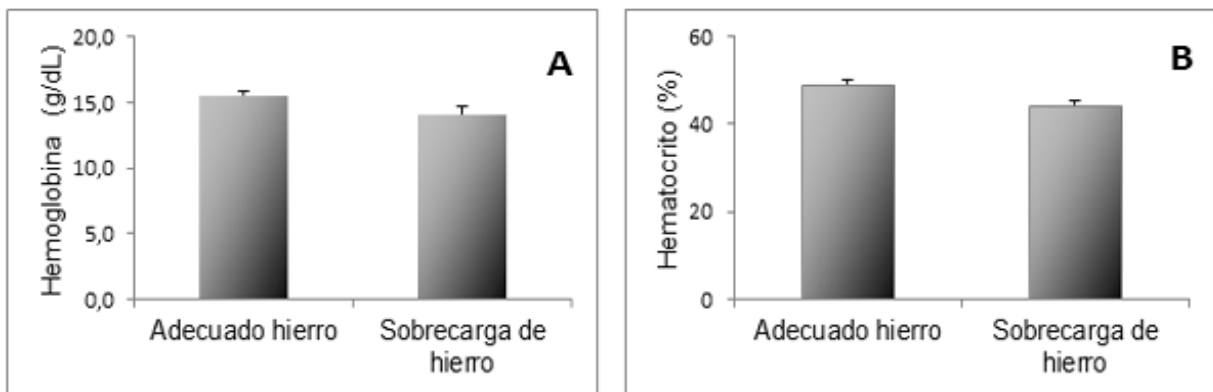 20,0
15,0
10,0
5,0
0,0
Hemoglobina (g/dL)
A
Adecuado hierro
Sobrecarga de
hierro
60
40
20
0
Hematocrito (%)
B
Adecuado hierro
Sobrecarga de
hierro